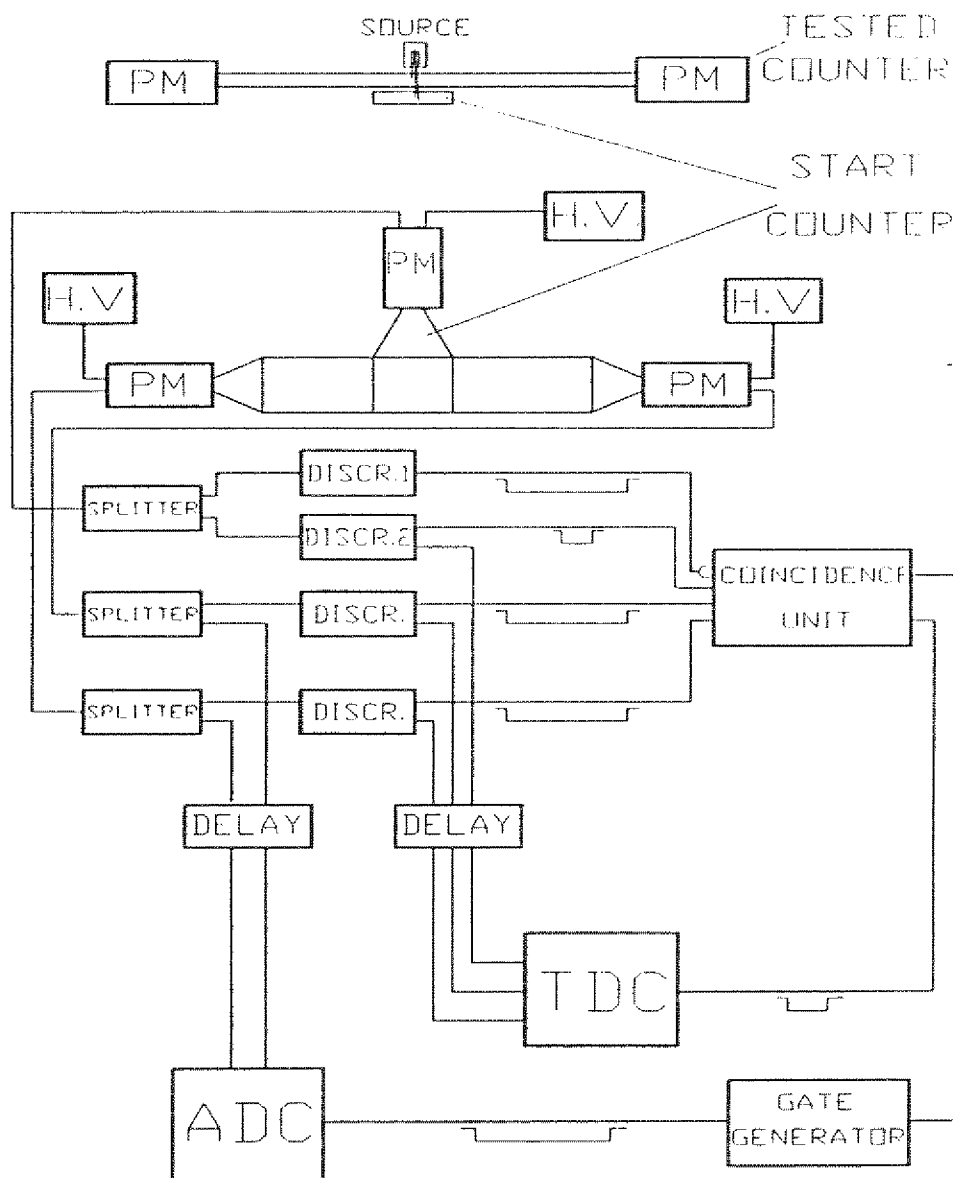 SOURCE
TESTED
COUNTER
PM
PM
START
COUNTER
H.V.
PM
H.V
H.V
PM
PM
DISCR.1
SPLITTER
DISCR.2
COINCIDENCE
UNIT
SPLITTER
DISCR.
SPLITTER
DISCR.
DELAY
DELAY
TDC
ADC
GATE
GENERATOR